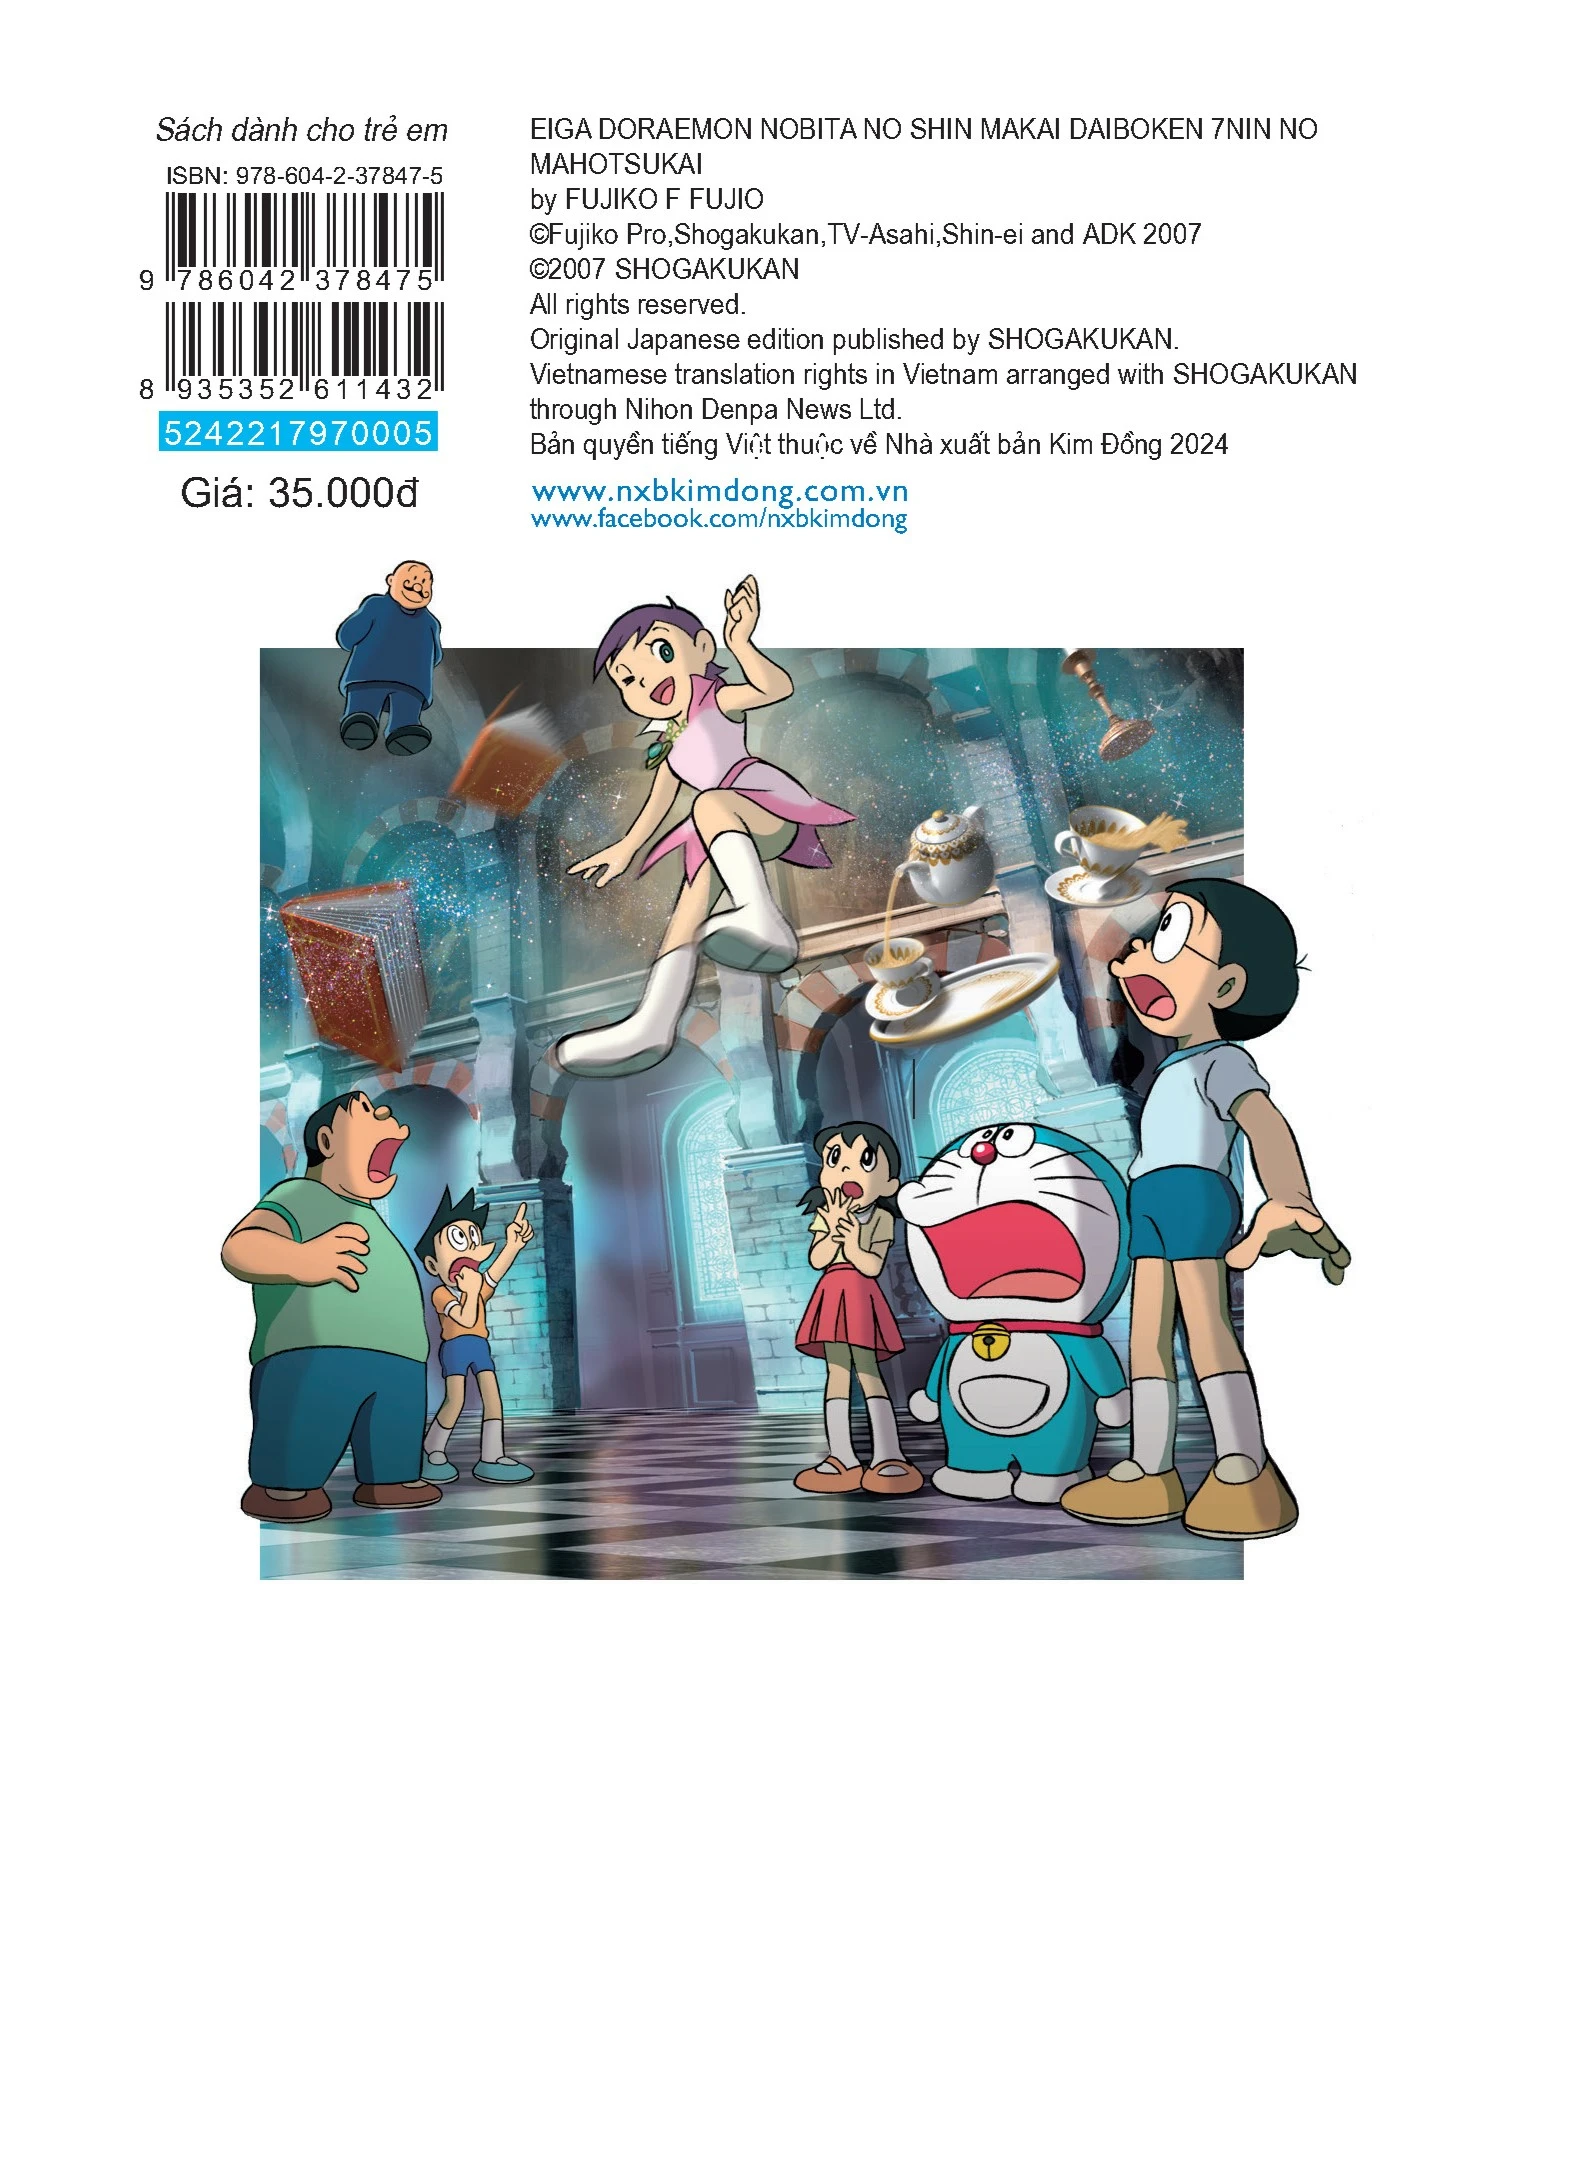 Sách dành cho trẻ em
ISBN: 978-604-2-37847-5
9 786042 378475
8 935352 611432
5242217970005
Giá: 35.000đ
EIGA DORAEMON NOBITA NO SHIN MAKAI DAIBOKEN 7NIN NO
MAHOTSUKAI
by FUJIKO F FUJIO
©Fujiko Pro,Shogakukan,TV-Asahi,Shin-ei and ADK 2007
©2007 SHOGAKUKAN
All rights reserved.
Original Japanese edition published by SHOGAKUKAN.
Vietnamese translation rights in Vietnam arranged with SHOGAKUKAN
through Nihon Denpa News Ltd.
Bản quyền tiếng Việt thuộc về Nhà xuất bản Kim Đồng 2024
www.nxbkimdong.com.vn
www.facebook.com/nxbkimdong